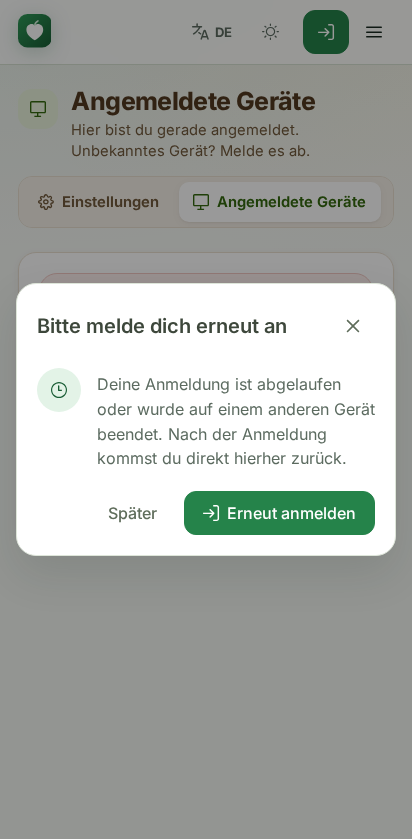 DE
Angemeldete Geräte
Hier bist du gerade angemeldet.
Unbekanntes Gerät? Melde es ab.
Einstellungen
Angemeldete Geräte
Bitte melde dich erneut an
Deine Anmeldung ist abgelaufen
oder wurde auf einem anderen Gerät
beendet. Nach der Anmeldung
kommst du direkt hierher zurück.
Später
Erneut anmelden